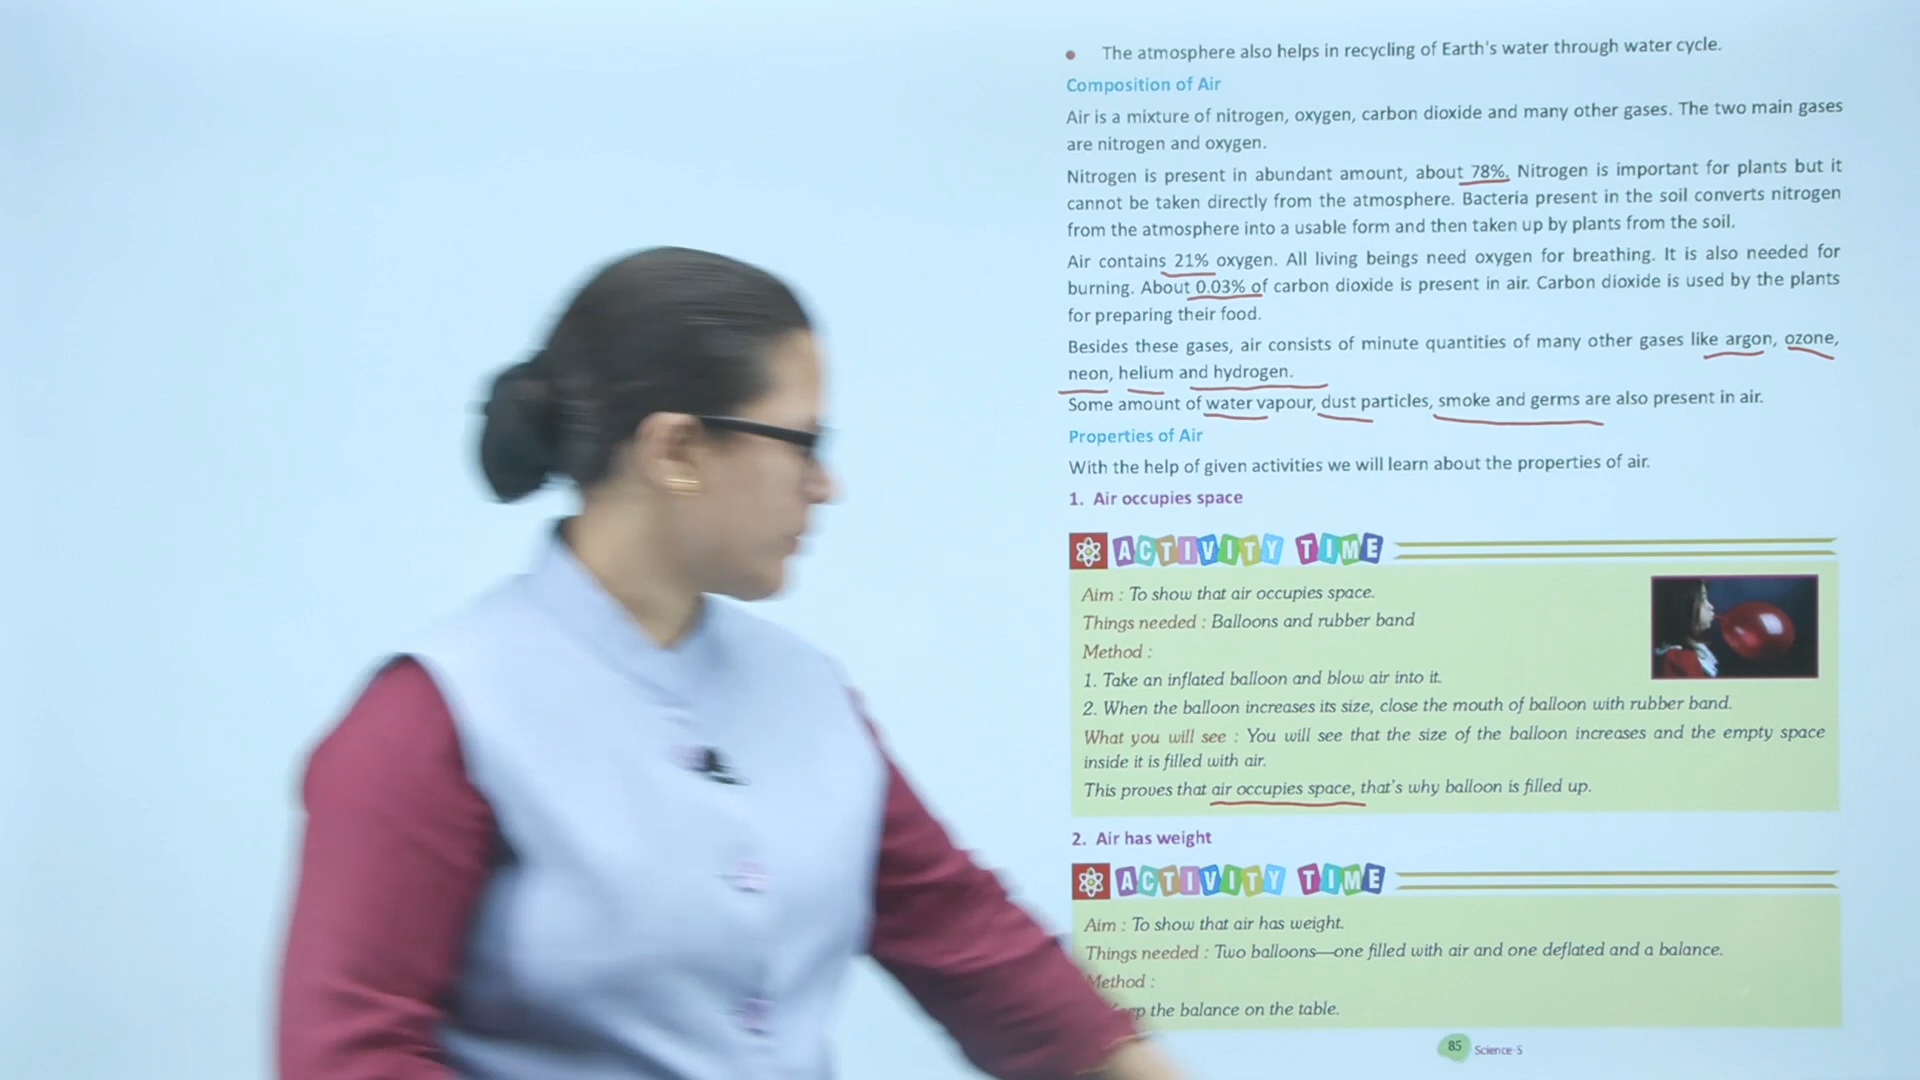 The atmosphere also helps in recycling of Earth's water through water cycle.
Composition of Air
Air is a mixture of nitrogen, oxygen, carbon dioxide and many other gases. The two main gases
are nitrogen and oxygen.
Nitrogen is present in abundant amount, about 78%. Nitrogen is important for plants but it
cannot be taken directly from the atmosphere. Bacteria present in the soil converts nitrogen
from the atmosphere into a usable form and then taken up by plants from the soil.
Air contains 21% oxygen. All living beings need oxygen for breathing. It is also needed for
burning. About 0.03% of carbon dioxide is present in air. Carbon dioxide is used by the plants
for preparing their food.
Besides these gases, air consists of minute quantities of many other gases like argon, ozone,
neon, helium and hydrogen.
Some amount of water vapour, dust particles, smoke and germs are also present in air.
Properties of Air
With the help of given activities we will learn about the properties of air.
1. Air occupies space
ACTIVITY TIME
Aim : To show that air occupies space.
Things needed : Balloons and rubber band
Method :
1. Take an inflated balloon and blow air into it.
2. When the balloon increases its size, close the mouth of balloon with rubber band.
What you will see : You will see that the size of the balloon increases and the empty space
inside it is filled with air.
This proves that air occupies space, that's why balloon is filled up.
2. Air has weight
ACTIVITY TIME
Aim : To show that air has weight.
Things needed : Two balloons—one filled with air and one deflated and a balance.
Method :
the balance on the table.
85 Science-5